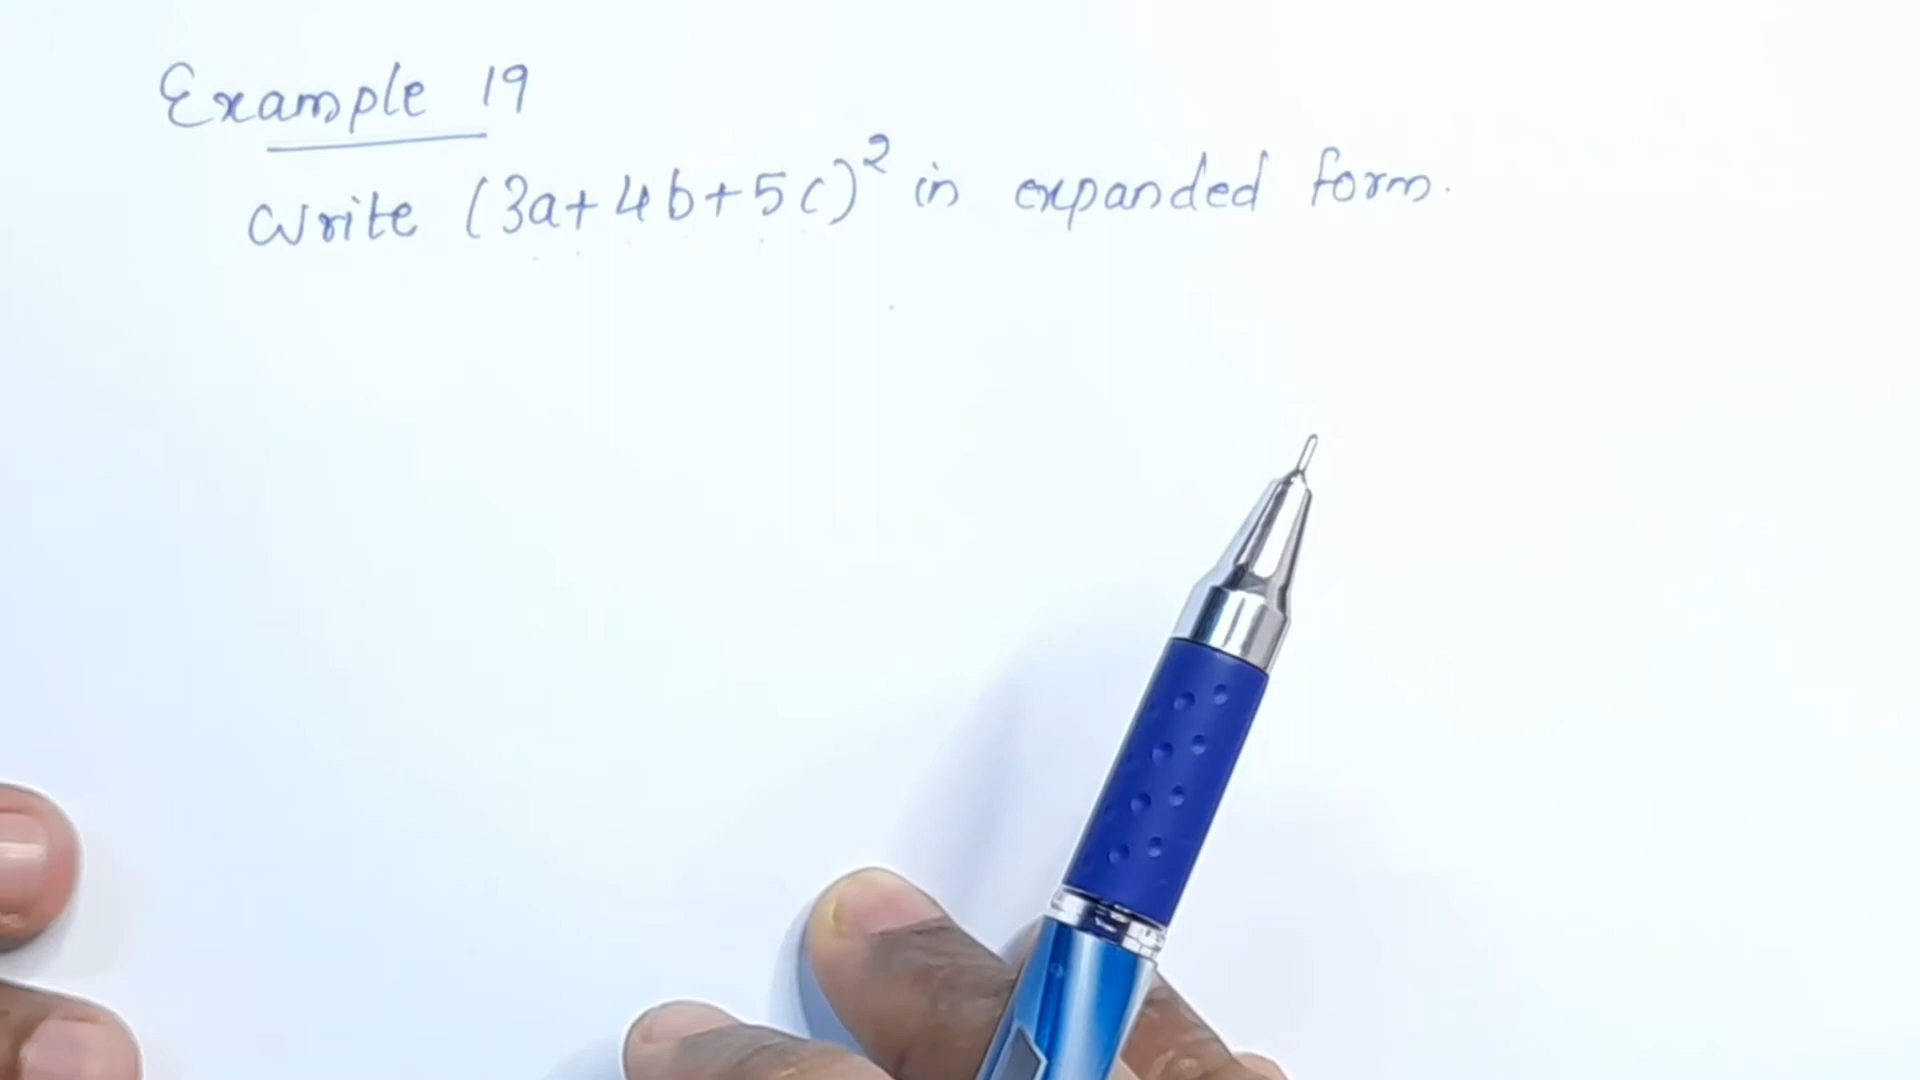 Example 19
Write (3a+4b+5c)² in expanded form.